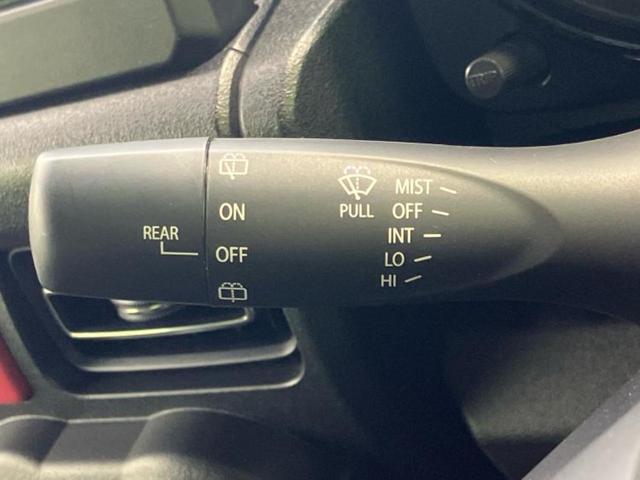 REAR
ON
OFF
PULL
MIST
OFF
INT
LO
HI